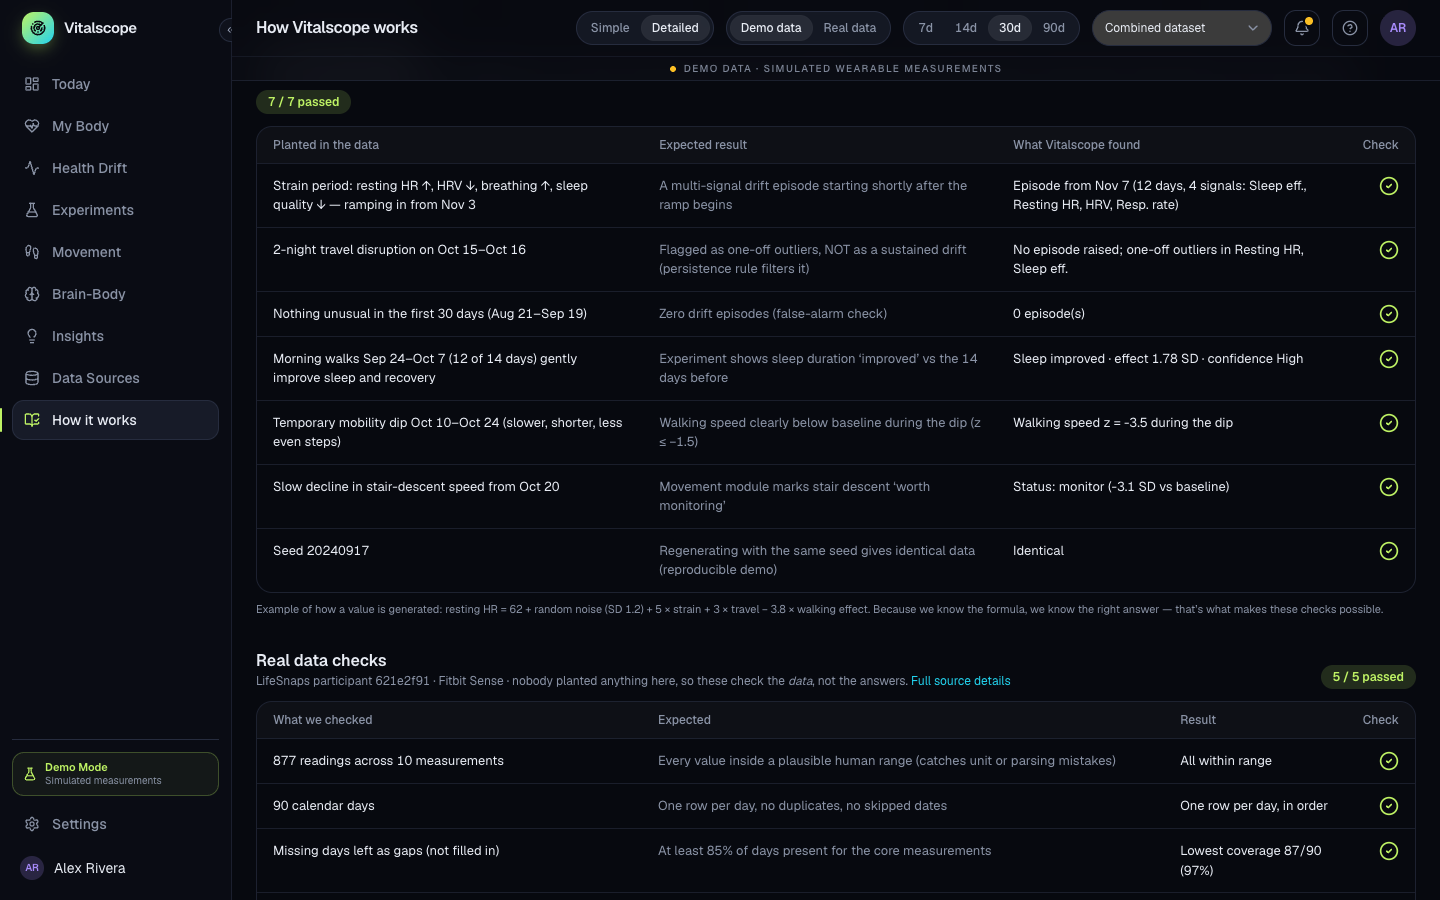 Vitalscope
Today
My Body
Health Drift
Experiments
Movement
Brain-Body
Insights
Data Sources
How it works
Demo Mode
Simulated measurements
Settings
AR
Alex Rivera
How Vitalscope works
Simple
Detailed
Demo data
Real data
7d
14d
30d
90d
Combined dataset
AR
DEMO DATA · SIMULATED WEARABLE MEASUREMENTS
7 / 7 passed
Planted in the data
Expected result
What Vitalscope found
Check
Strain period: resting HR ↑, HRV ↓, breathing ↑, sleep
quality ↓ — ramping in from Nov 3
A multi-signal drift episode starting shortly after the
ramp begins
Episode from Nov 7 (12 days, 4 signals: Sleep eff.,
Resting HR, HRV, Resp. rate)
2-night travel disruption on Oct 15–Oct 16
Flagged as one-off outliers, NOT as a sustained drift
(persistence rule filters it)
No episode raised; one-off outliers in Resting HR,
Sleep eff.
Nothing unusual in the first 30 days (Aug 21–Sep 19)
Zero drift episodes (false-alarm check)
0 episode(s)
Morning walks Sep 24–Oct 7 (12 of 14 days) gently
improve sleep and recovery
Experiment shows sleep duration ‘improved’ vs the 14
days before
Sleep improved · effect 1.78 SD · confidence High
Temporary mobility dip Oct 10–Oct 24 (slower, shorter, less
even steps)
Walking speed clearly below baseline during the dip (z
≤ −1.5)
Walking speed z = -3.5 during the dip
Slow decline in stair-descent speed from Oct 20
Movement module marks stair descent ‘worth
monitoring’
Status: monitor (-3.1 SD vs baseline)
Seed 20240917
Regenerating with the same seed gives identical data
(reproducible demo)
Identical
Example of how a value is generated: resting HR = 62 + random noise (SD 1.2) + 5 × strain + 3 × travel − 3.8 × walking effect. Because we know the formula, we know the right answer — that's what makes these checks possible.
Real data checks
LifeSnaps participant 621e2f91 · Fitbit Sense · nobody planted anything here, so these check the data, not the answers. Full source details
5 / 5 passed
What we checked
Expected
Result
Check
877 readings across 10 measurements
Every value inside a plausible human range (catches unit or parsing mistakes)
All within range
90 calendar days
One row per day, no duplicates, no skipped dates
One row per day, in order
Missing days left as gaps (not filled in)
At least 85% of days present for the core measurements
Lowest coverage 87/90
(97%)